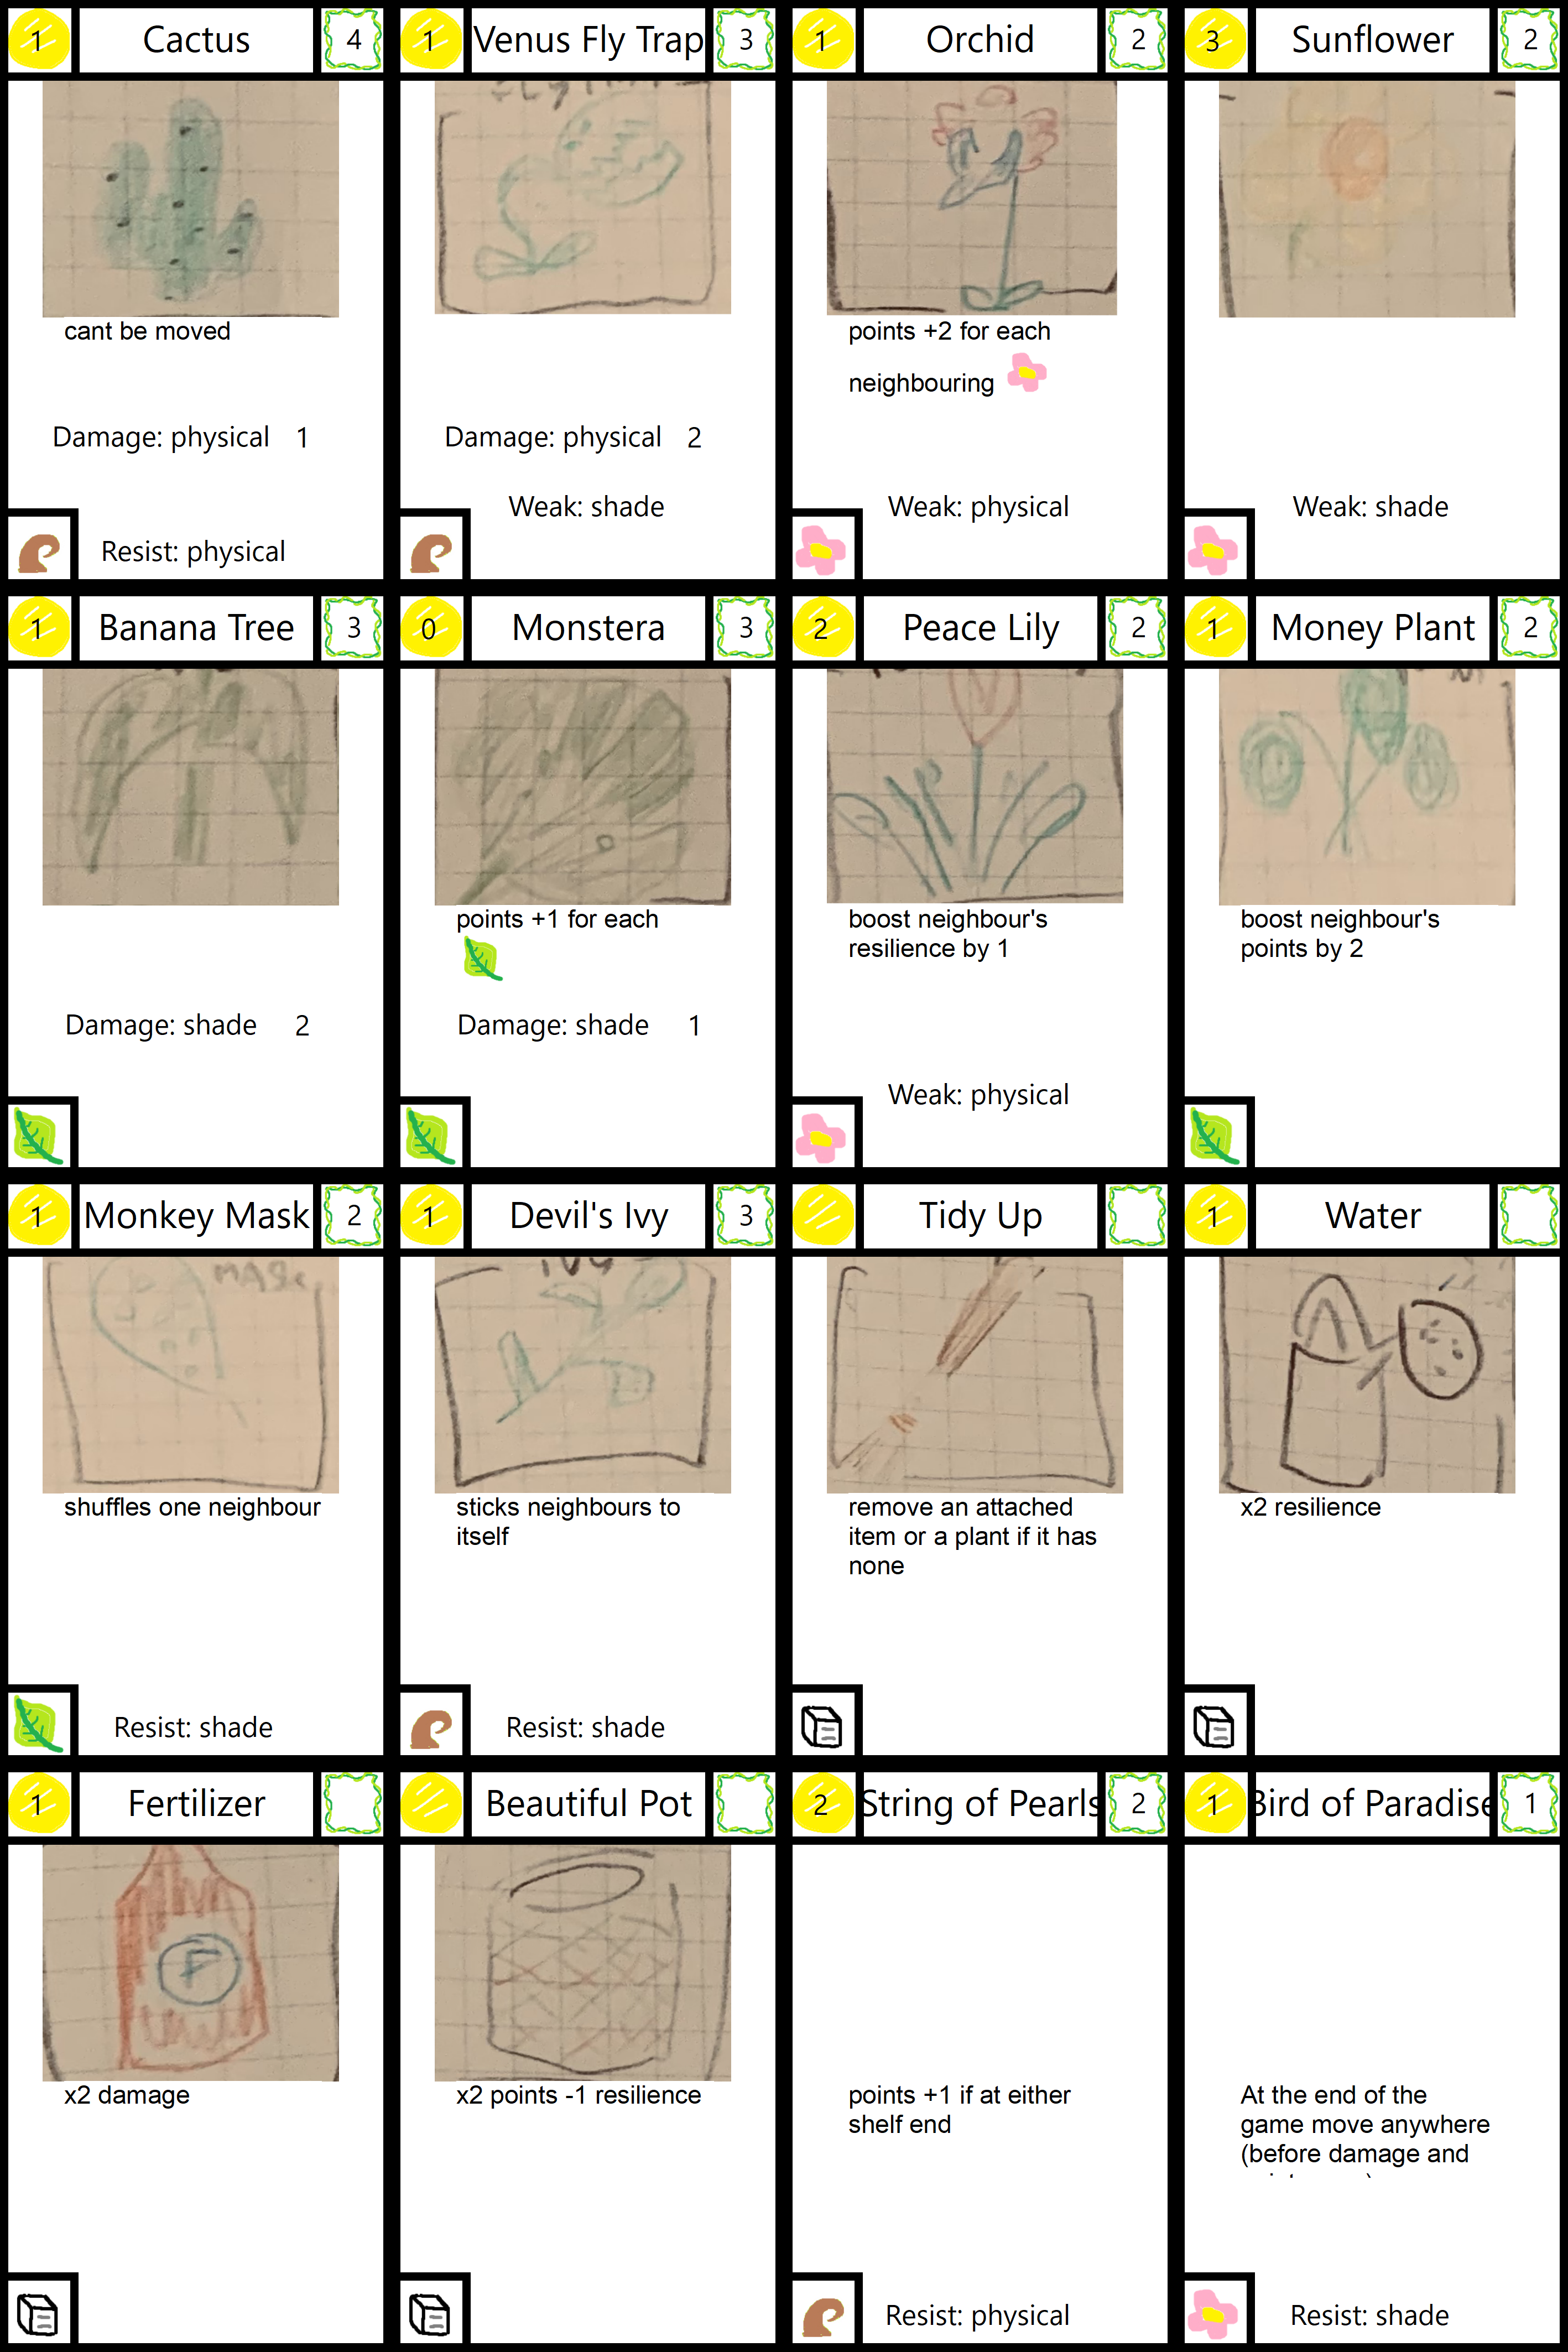 1 Cactus 4
cant be moved
Damage: physical 1
Resist: physical
1 Venus Fly Trap 3
Damage: physical 2
Weak: shade
1 Orchid 2
points +2 for each
neighbouring
Weak: physical
3 Sunflower 2
Weak: shade
1 Banana Tree 3
Damage: shade 2
0 Monstera 3
points +1 for each
Damage: shade 1
2 Peace Lily 2
boost neighbour's
resilience by 1
Weak: physical
1 Money Plant 2
boost neighbour's
points by 2
1 Monkey Mask 2
MASK
shuffles one neighbour
Resist: shade
1 Devil's Ivy 3
IVY
sticks neighbours to
itself
Resist: shade
Tidy Up
remove an attached
item or a plant if it has
none
1 Water
x2 resilience
1 Fertilizer
F
x2 damage
Beautiful Pot
x2 points -1 resilience
2 String of Pearls 2
points +1 if at either
shelf end
Resist: physical
1 Bird of Paradise 1
At the end of the
game move anywhere
(before damage and
Resist: shade